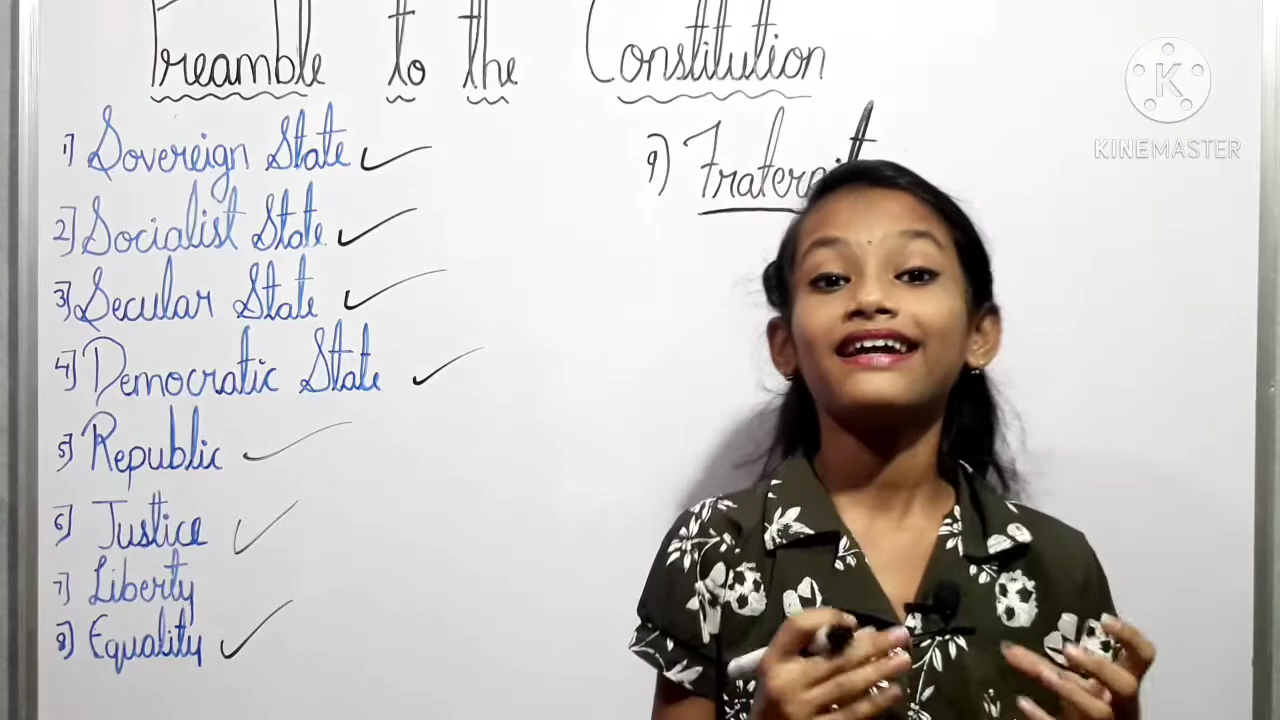 Preamble to the Constitution
1) Sovereign State
2] Socialist State
3] Secular State
4] Democratic State
5] Republic
6] Justice
7] Liberty
8] Equality
9)
K
KINEMASTER